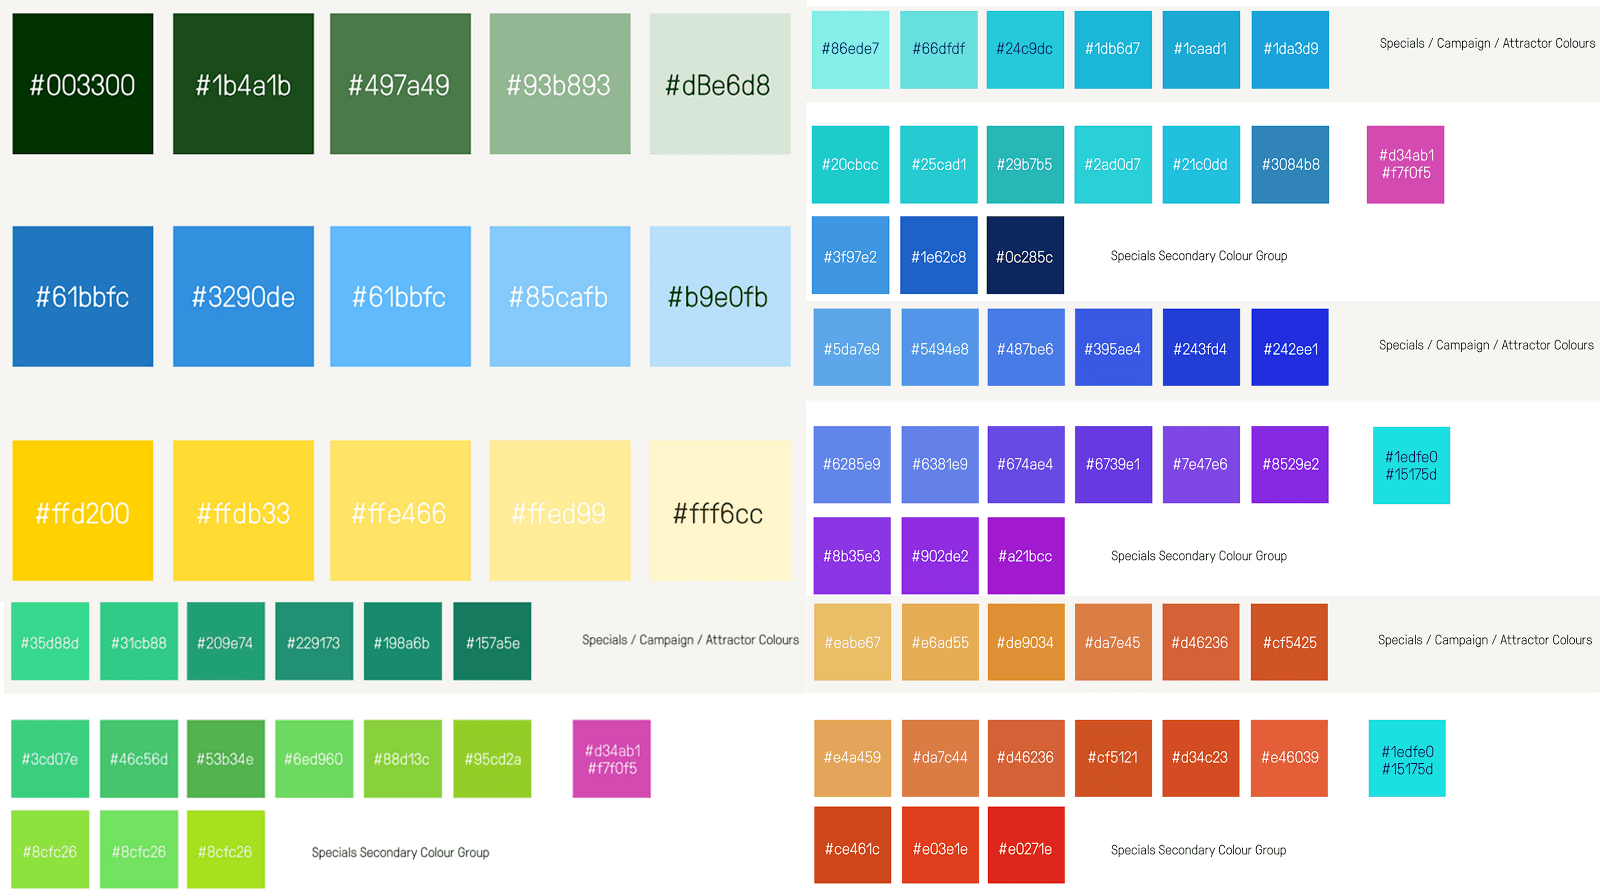 #003300 #1b4a1b #497a49 #93b893 #dBe6d8
#61bbfc #3290de #61bbfc #85cafb #b9e0fb
#ffd200 #ffdb33 #ffe466 #ffed99 #fff6cc
#35d88d #31cb88 #209e74 #229173 #198a6b #157a5e Specials / Campaign / Attractor Colours
#3cd07e #46c56d #53b34e #6ed960 #88d13c #95cd2a #d34ab1
#f7f0f5
#8cfc26 #8cfc26 #8cfc26 Specials Secondary Colour Group
#86ede7 #66dfdf #24c9dc #1db6d7 #1caad1 #1da3d9 Specials / Campaign / Attractor Colours
#20cbcc #25cad1 #29b7b5 #2ad0d7 #21c0dd #3084b8 #d34ab1
#f7f0f5
#3f97e2 #1e62c8 #0c285c Specials Secondary Colour Group
#5da7e9 #5494e8 #487be6 #395ae4 #243fd4 #242ee1 Specials / Campaign / Attractor Colours
#6285e9 #6381e9 #674ae4 #6739e1 #7e47e6 #8529e2 #1edfe0
#15175d
#8b35e3 #902de2 #a21bcc Specials Secondary Colour Group
#eabe67 #e6ad55 #de9034 #da7e45 #d46236 #cf5425 Specials / Campaign / Attractor Colours
#e4a459 #da7c44 #d46236 #cf5121 #d34c23 #e46039 #1edfe0
#15175d
#ce461c #e03e1e #e0271e Specials Secondary Colour Group